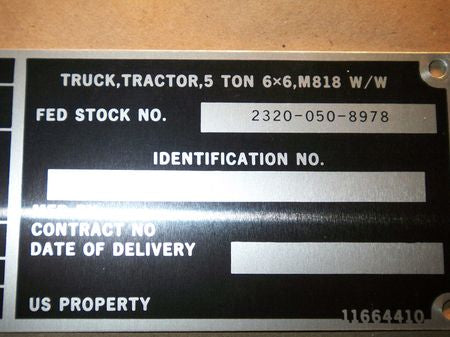 TRUCK,TRACTOR,5 TON 6×6,M818 W/W
FED STOCK NO. 2320-050-8978
IDENTIFICATION NO.
CONTRACT NO
DATE OF DELIVERY
US PROPERTY 11664410